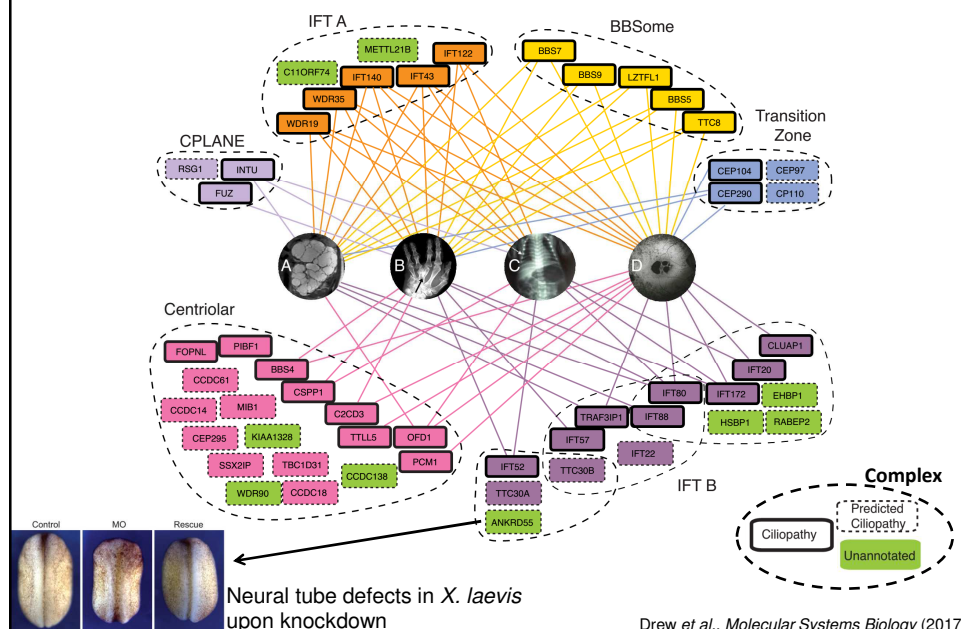 IFT A
BBSome
METTL21B
IFT122
C11ORF74
IFT140
IFT43
WDR35
WDR19
BBS7
BBS9
LZTFL1
BBS5
TTC8
Transition
Zone
CEP104
CEP97
CEP290
CP110
CPLANE
RSG1
INTU
FUZ
A
B
C
D
Centriolar
FOPNL
PIBF1
BBS4
CCDC61
CSPP1
CCDC14
MIB1
C2CD3
CEP295
KIAA1328
TTLL5
OFD1
SSX2IP
TBC1D31
CCDC138
PCM1
WDR90
CCDC18
CLUAP1
IFT20
IFT80
IFT172
EHBP1
TRAF3IP1
IFT88
HSBP1
RABEP2
IFT57
IFT22
IFT52
TTC30B
TTC30A
ANKRD55
IFT B
Complex
Ciliopathy
Predicted
Ciliopathy
Unannotated
Control
MO
Rescue
Neural tube defects in X. laevis
upon knockdown
Drew et al., Molecular Systems Biology (2017